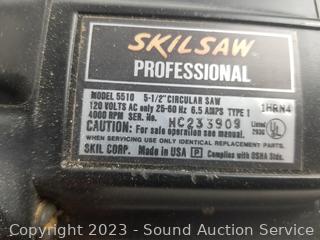 SKILSAW
PROFESSIONAL
MODEL 5510 5-1/2" CIRCULAR SAW
120 VOLTS AC only 25-60 Hz 6.5 AMPS TYPE 1 1HRN4
4000 RPM SER. No. HC233909
CAUTION: For safe operation see manual. Listed 293G
WHEN SERVICING USE ONLY IDENTICAL REPLACEMENT PARTS.
SKIL CORP. Made in USA P Complies with OSHA Stds.
Copyright 2023 - Sound Auction Service